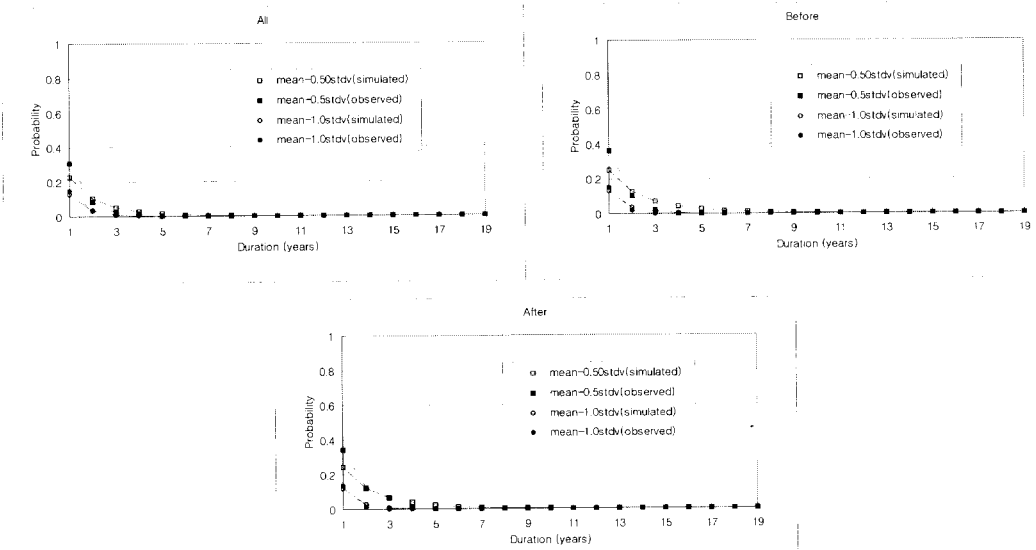 All
1
0.8
0.6
0.4
0.2
0
Probability
mean-0.50stdv(simulated)
mean-0.5stdv(observed)
mean-1.0stdv(simulated)
mean-1.0stdv(observed)
1 3 5 7 9 11 13 15 17 19
Duration (years)
Before
1
0.8
0.6
0.4
0.2
0
Probability
mean-0.50stdv(simulated)
mean-0.5stdv(observed)
mean-1.0stdv(simulated)
mean-1.0stdv(observed)
1 3 5 7 9 11 13 15 17 19
Duration (years)
After
1
0.8
0.6
0.4
0.2
0
Probability
mean-0.50stdv(simulated)
mean-0.5stdv(observed)
mean-1.0stdv(simulated)
mean-1.0stdv(observed)
1 3 5 7 9 11 13 15 17 19
Duration (years)